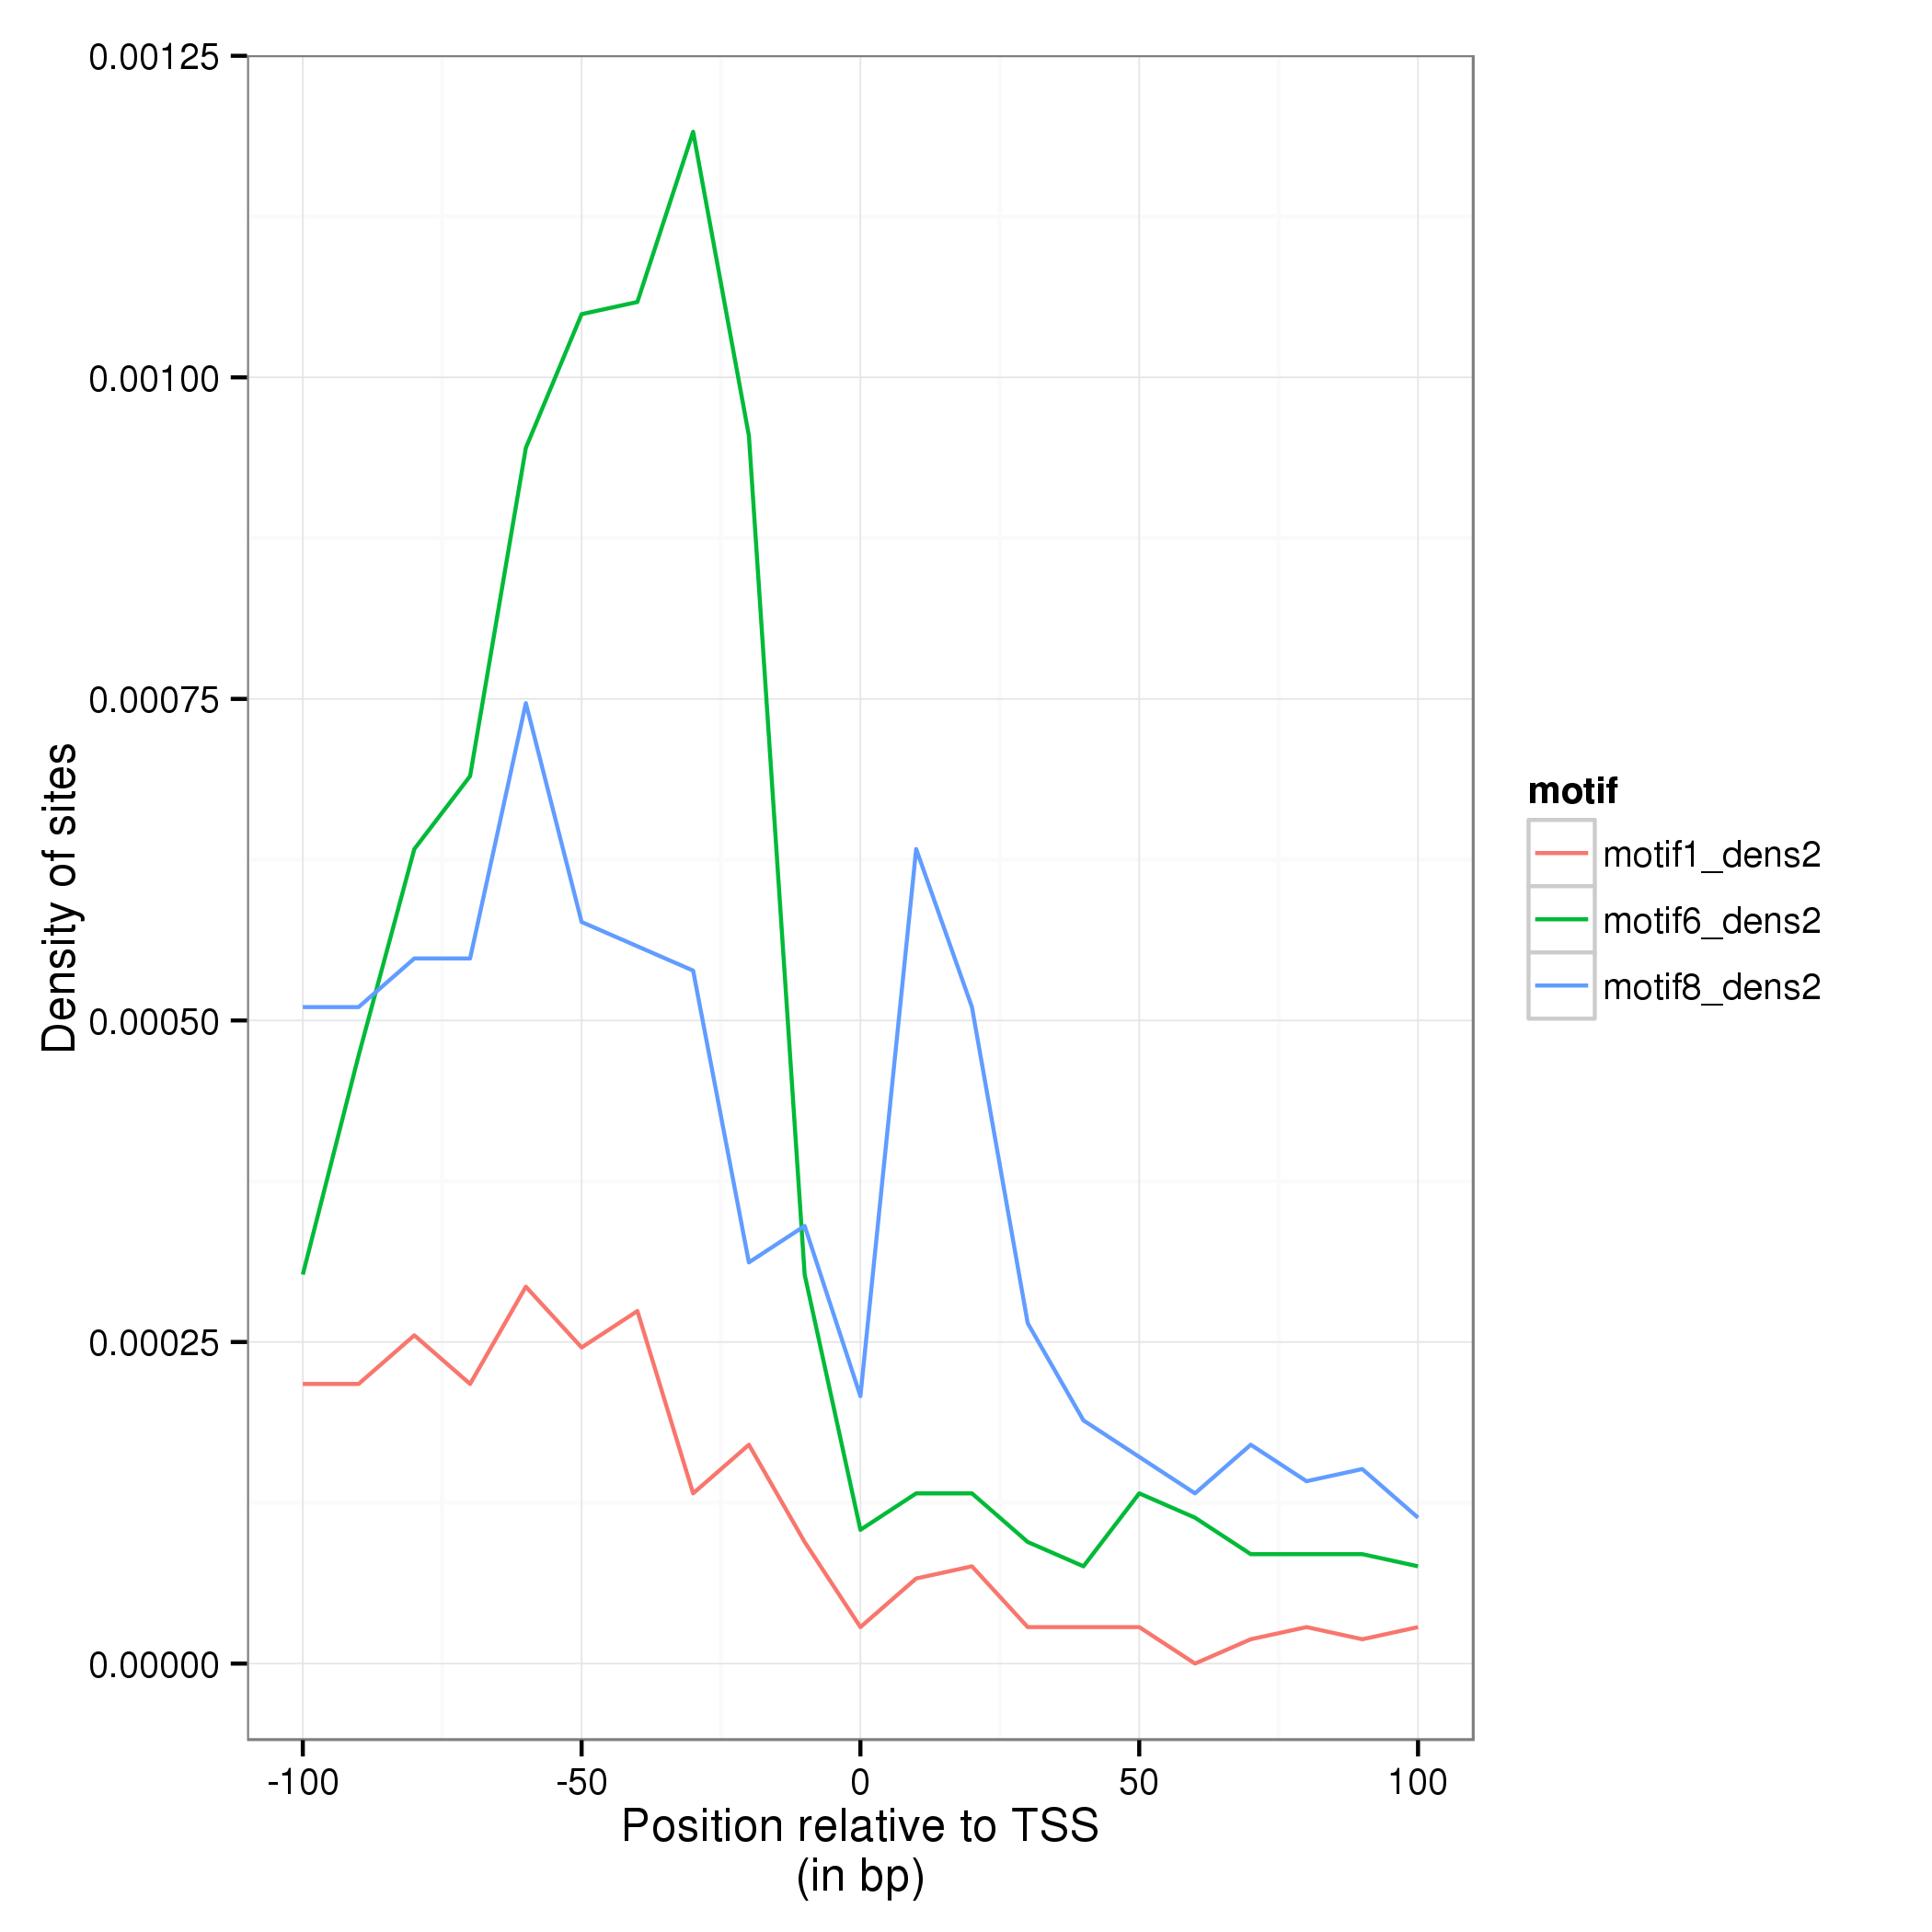 0.00125
0.00100
0.00075
0.00050
0.00025
0.00000
Density of sites
-100
-50
0
50
100
Position relative to TSS
(in bp)
motif
motif1_dens2
motif6_dens2
motif8_dens2